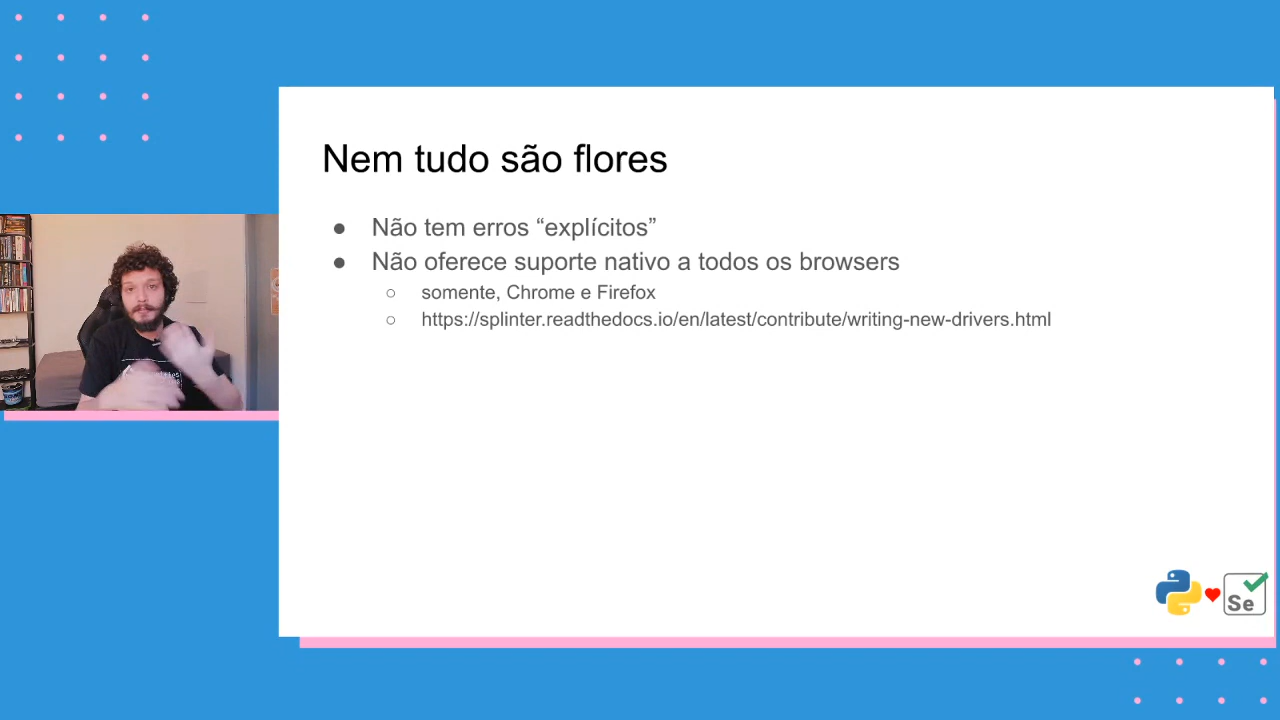 Nem tudo são flores
● Não tem erros “explícitos”
● Não oferece suporte nativo a todos os browsers
○ somente, Chrome e Firefox
○ https://splinter.readthedocs.io/en/latest/contribute/writing-new-drivers.html
Se